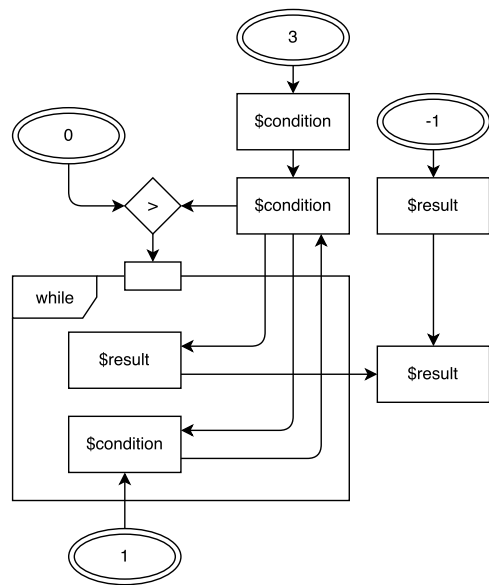 3
0
$condition
-1
>
$condition
$result
while
$result
$result
$condition
1